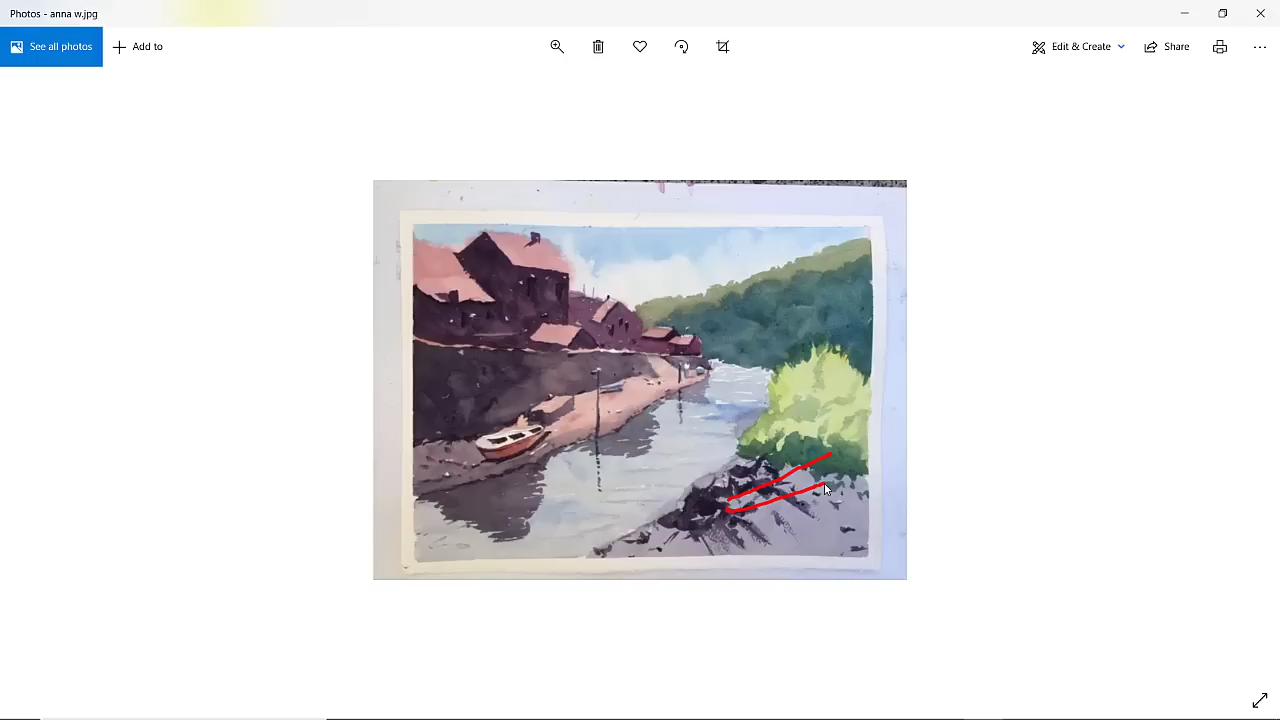 Photos - anna w.jpg
See all photos
Add to
Edit & Create
Share